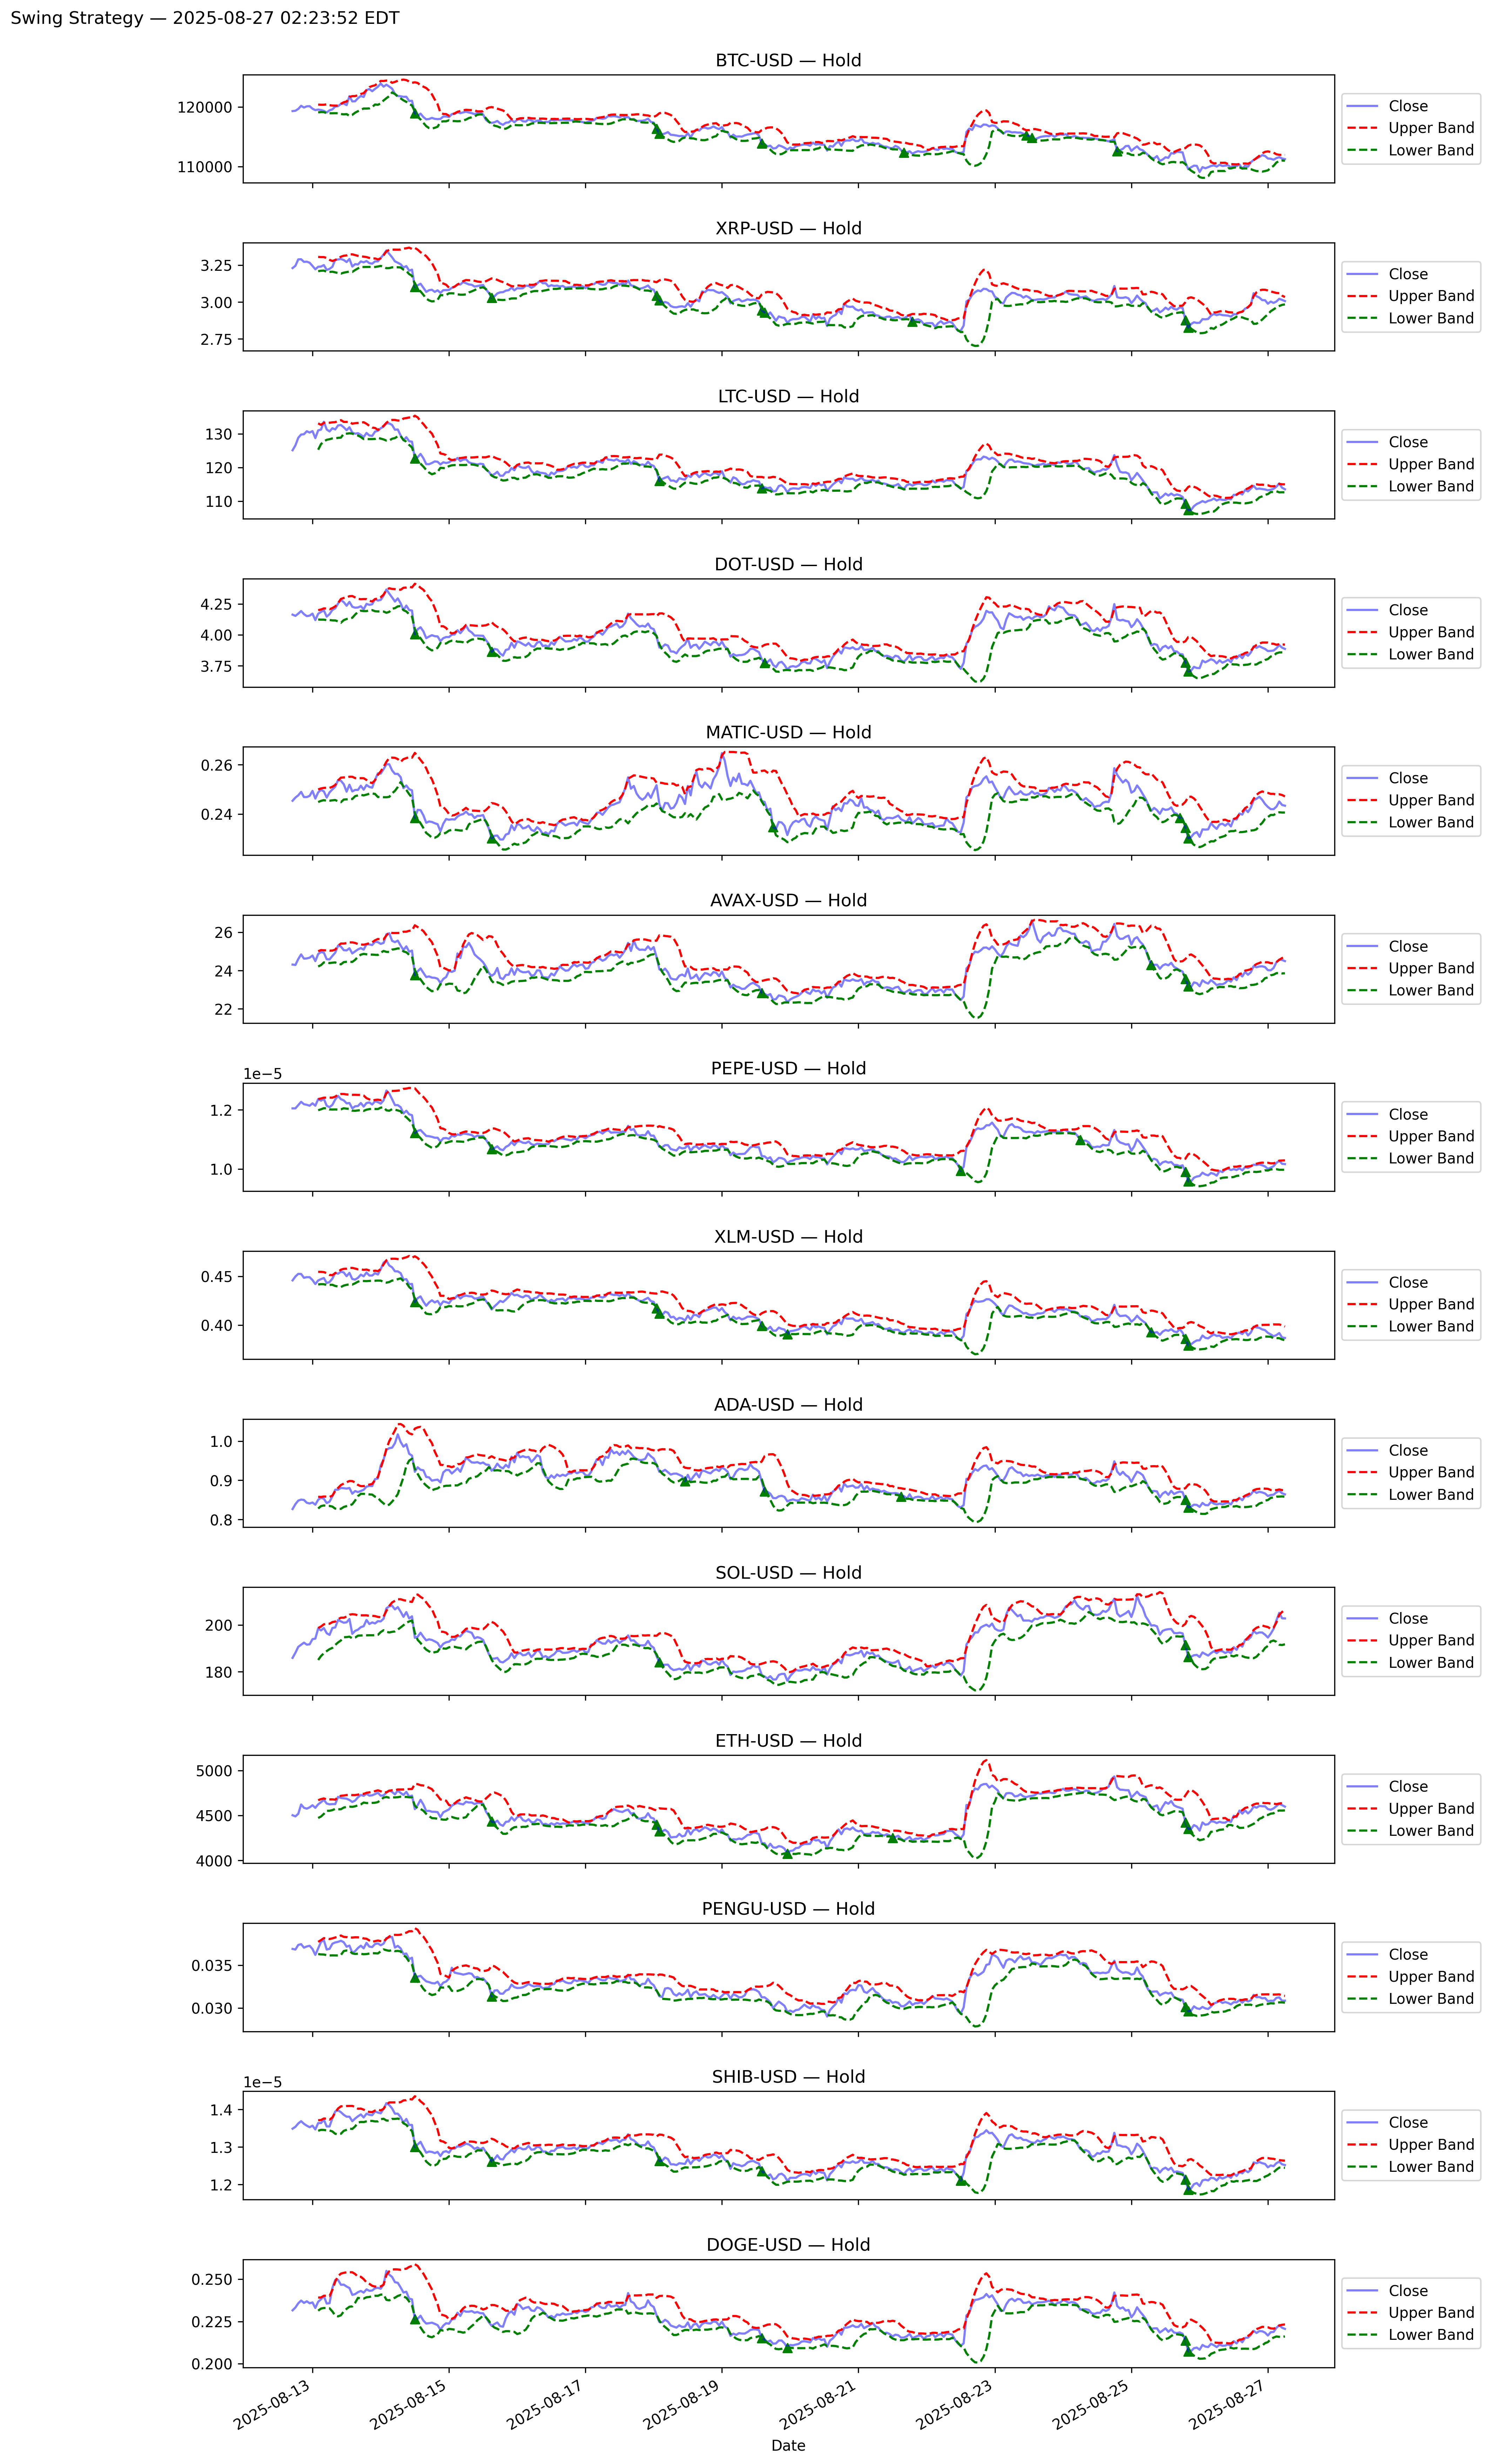 Swing Strategy — 2025-08-27 02:23:52 EDT
BTC-USD — Hold
120000
110000
Close
Upper Band
Lower Band
XRP-USD — Hold
3.25
3.00
2.75
Close
Upper Band
Lower Band
LTC-USD — Hold
130
120
110
Close
Upper Band
Lower Band
DOT-USD — Hold
4.25
4.00
3.75
Close
Upper Band
Lower Band
MATIC-USD — Hold
0.26
0.24
Close
Upper Band
Lower Band
AVAX-USD — Hold
26
24
22
Close
Upper Band
Lower Band
PEPE-USD — Hold
1e−5
1.2
1.0
Close
Upper Band
Lower Band
XLM-USD — Hold
0.45
0.40
Close
Upper Band
Lower Band
ADA-USD — Hold
1.0
0.9
0.8
Close
Upper Band
Lower Band
SOL-USD — Hold
200
180
Close
Upper Band
Lower Band
ETH-USD — Hold
5000
4500
4000
Close
Upper Band
Lower Band
PENGU-USD — Hold
0.035
0.030
Close
Upper Band
Lower Band
SHIB-USD — Hold
1e−5
1.4
1.3
1.2
Close
Upper Band
Lower Band
DOGE-USD — Hold
0.250
0.225
0.200
Close
Upper Band
Lower Band
2025-08-13
2025-08-15
2025-08-17
2025-08-19
2025-08-21
2025-08-23
2025-08-25
2025-08-27
Date